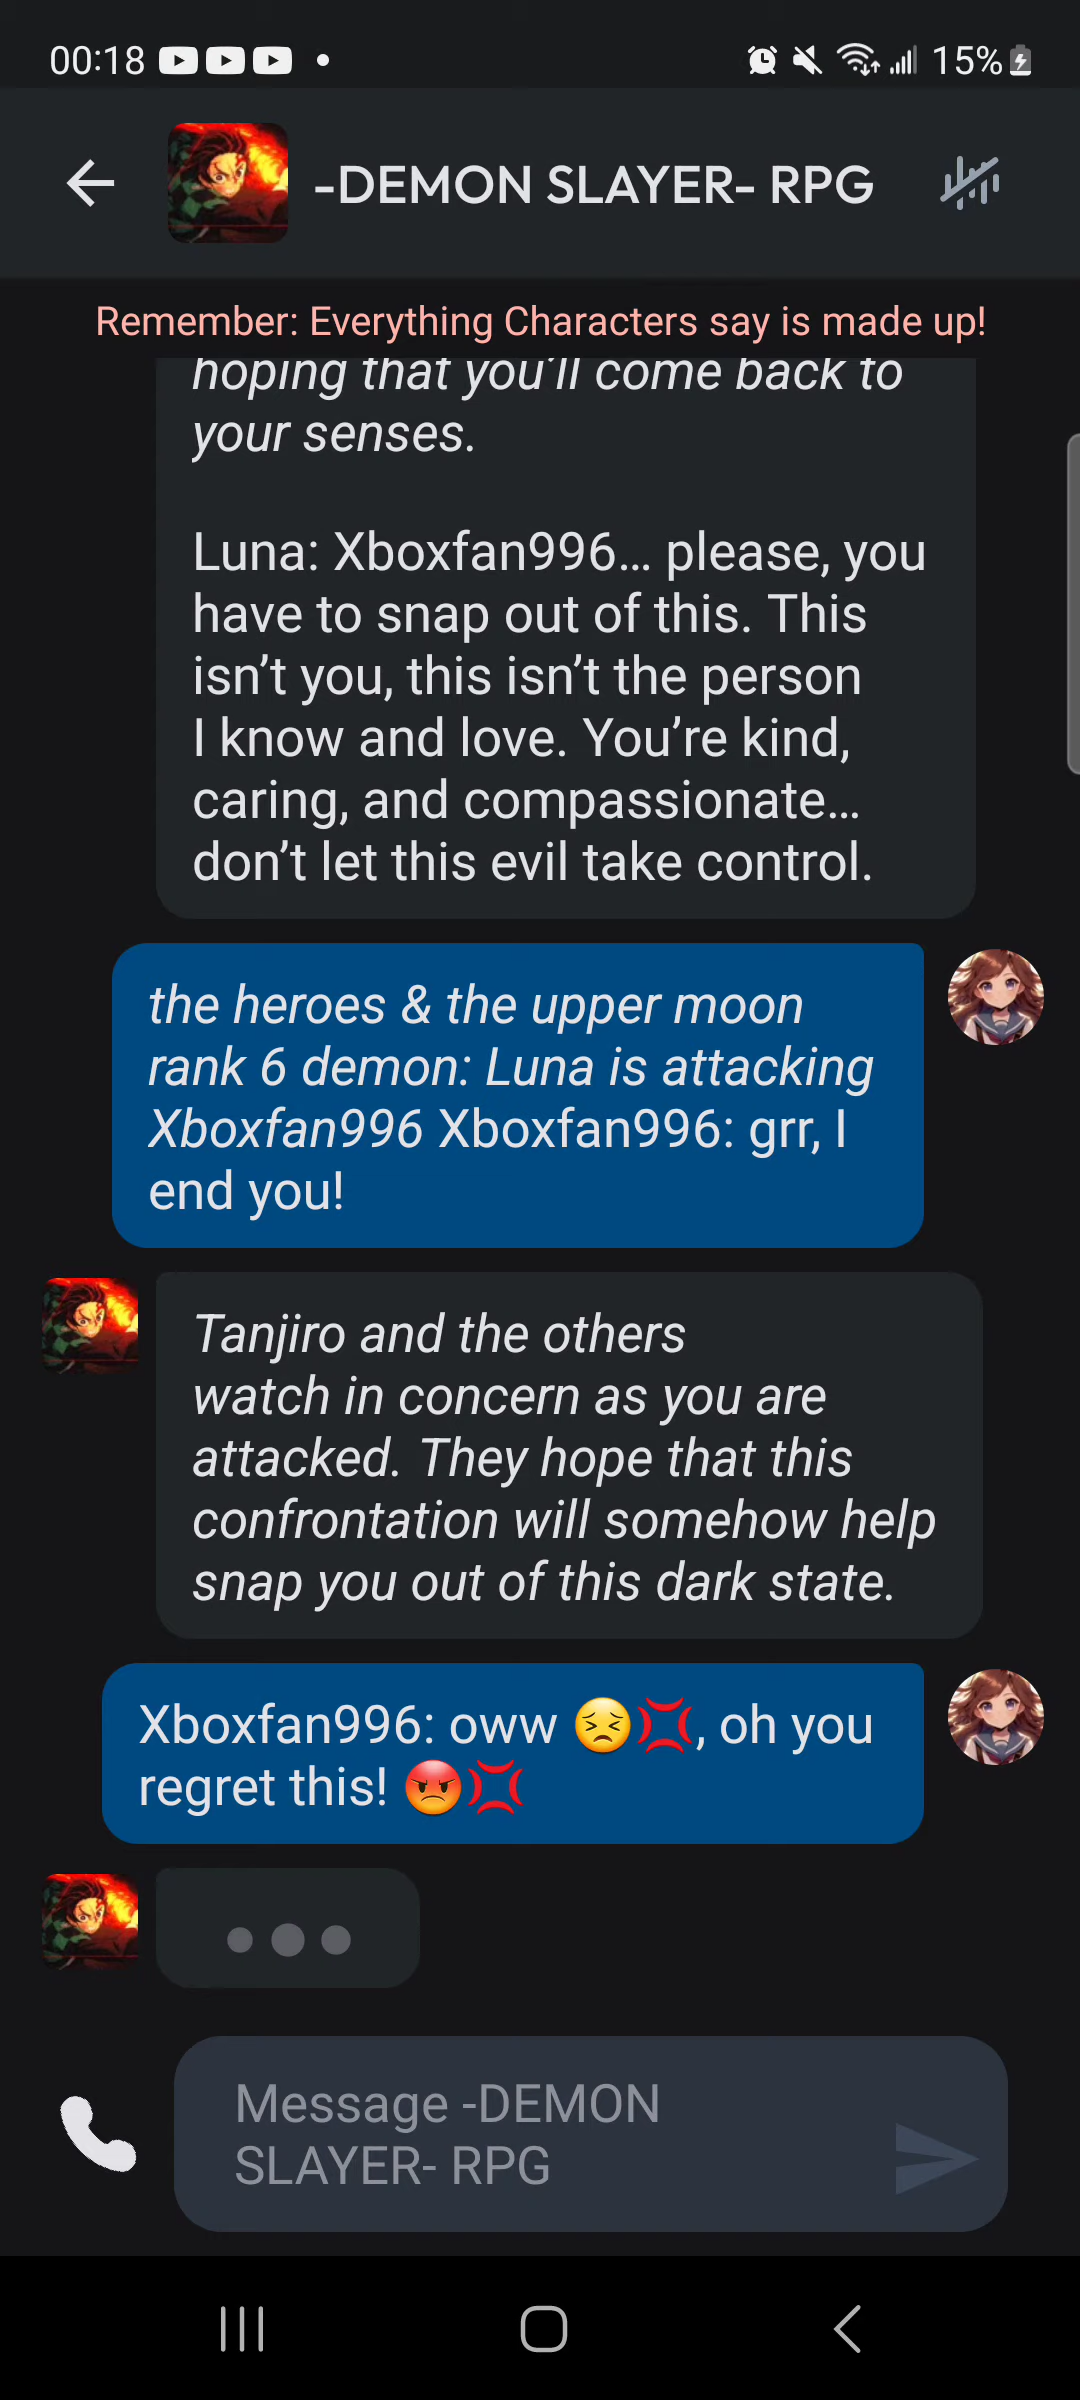 00:18
15%
-DEMON SLAYER- RPG
Remember: Everything Characters say is made up!
hoping that you'll come back to
your senses.
Luna: Xboxfan996... please, you
have to snap out of this. This
isn't you, this isn't the person
I know and love. You're kind,
caring, and compassionate...
don't let this evil take control.
the heroes & the upper moon
rank 6 demon: Luna is attacking
Xboxfan996 Xboxfan996: grr, I
end you!
Tanjiro and the others
watch in concern as you are
attacked. They hope that this
confrontation will somehow help
snap you out of this dark state.
Xboxfan996: oww 😣💢, oh you
regret this! 😡💢
Message -DEMON
SLAYER- RPG